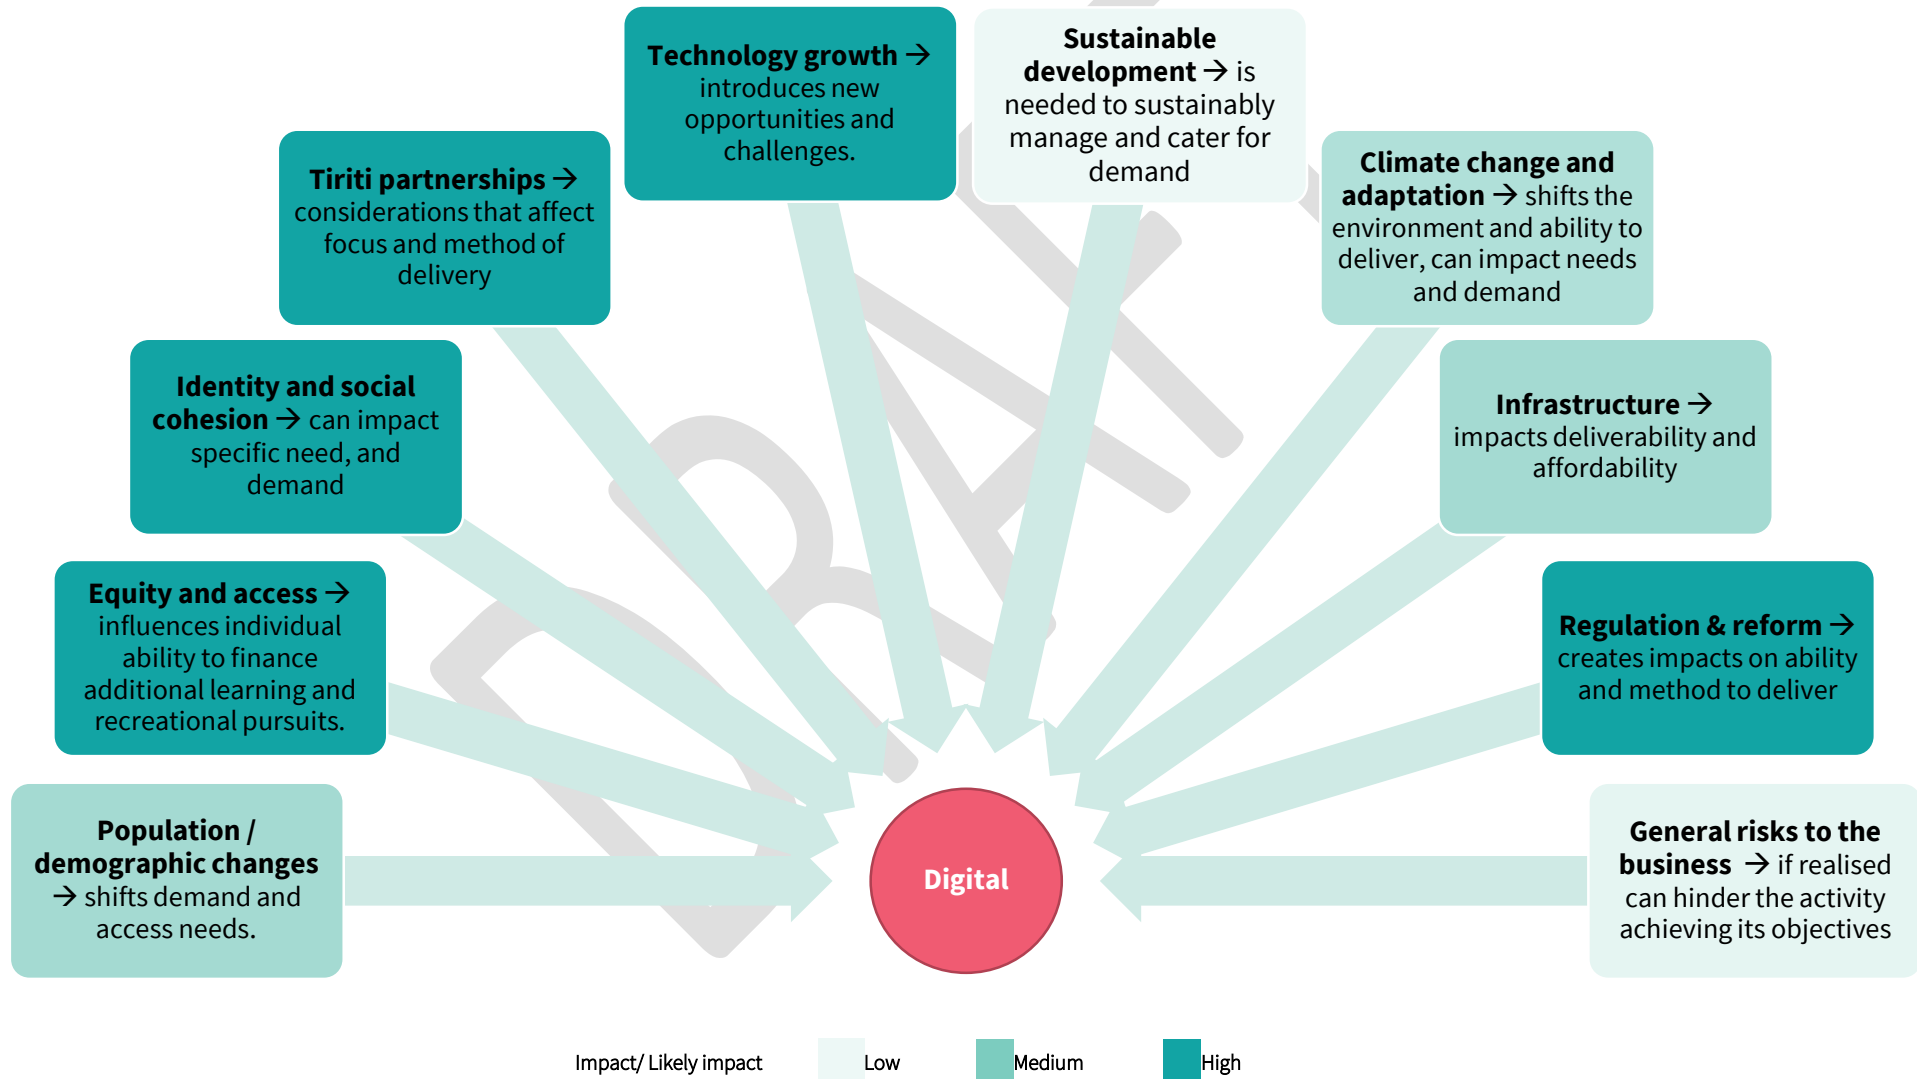 Technology growth →
introduces new
opportunities and
challenges.
Sustainable
development → is
needed to sustainably
manage and cater for
demand
Tiriti partnerships →
considerations that affect
focus and method of
delivery
Climate change and
adaptation → shifts the
environment and ability to
deliver, can impact needs
and demand
Identity and social
cohesion → can impact
specific need, and
demand
Infrastructure →
impacts deliverability and
affordability
Equity and access →
influences individual
ability to finance
additional learning and
recreational pursuits.
Regulation & reform →
creates impacts on ability
and method to deliver
Population /
demographic changes
→ shifts demand and
access needs.
General risks to the
business → if realised
can hinder the activity
achieving its objectives
Digital
DRAFT
Impact/ Likely impact
Low
Medium
High